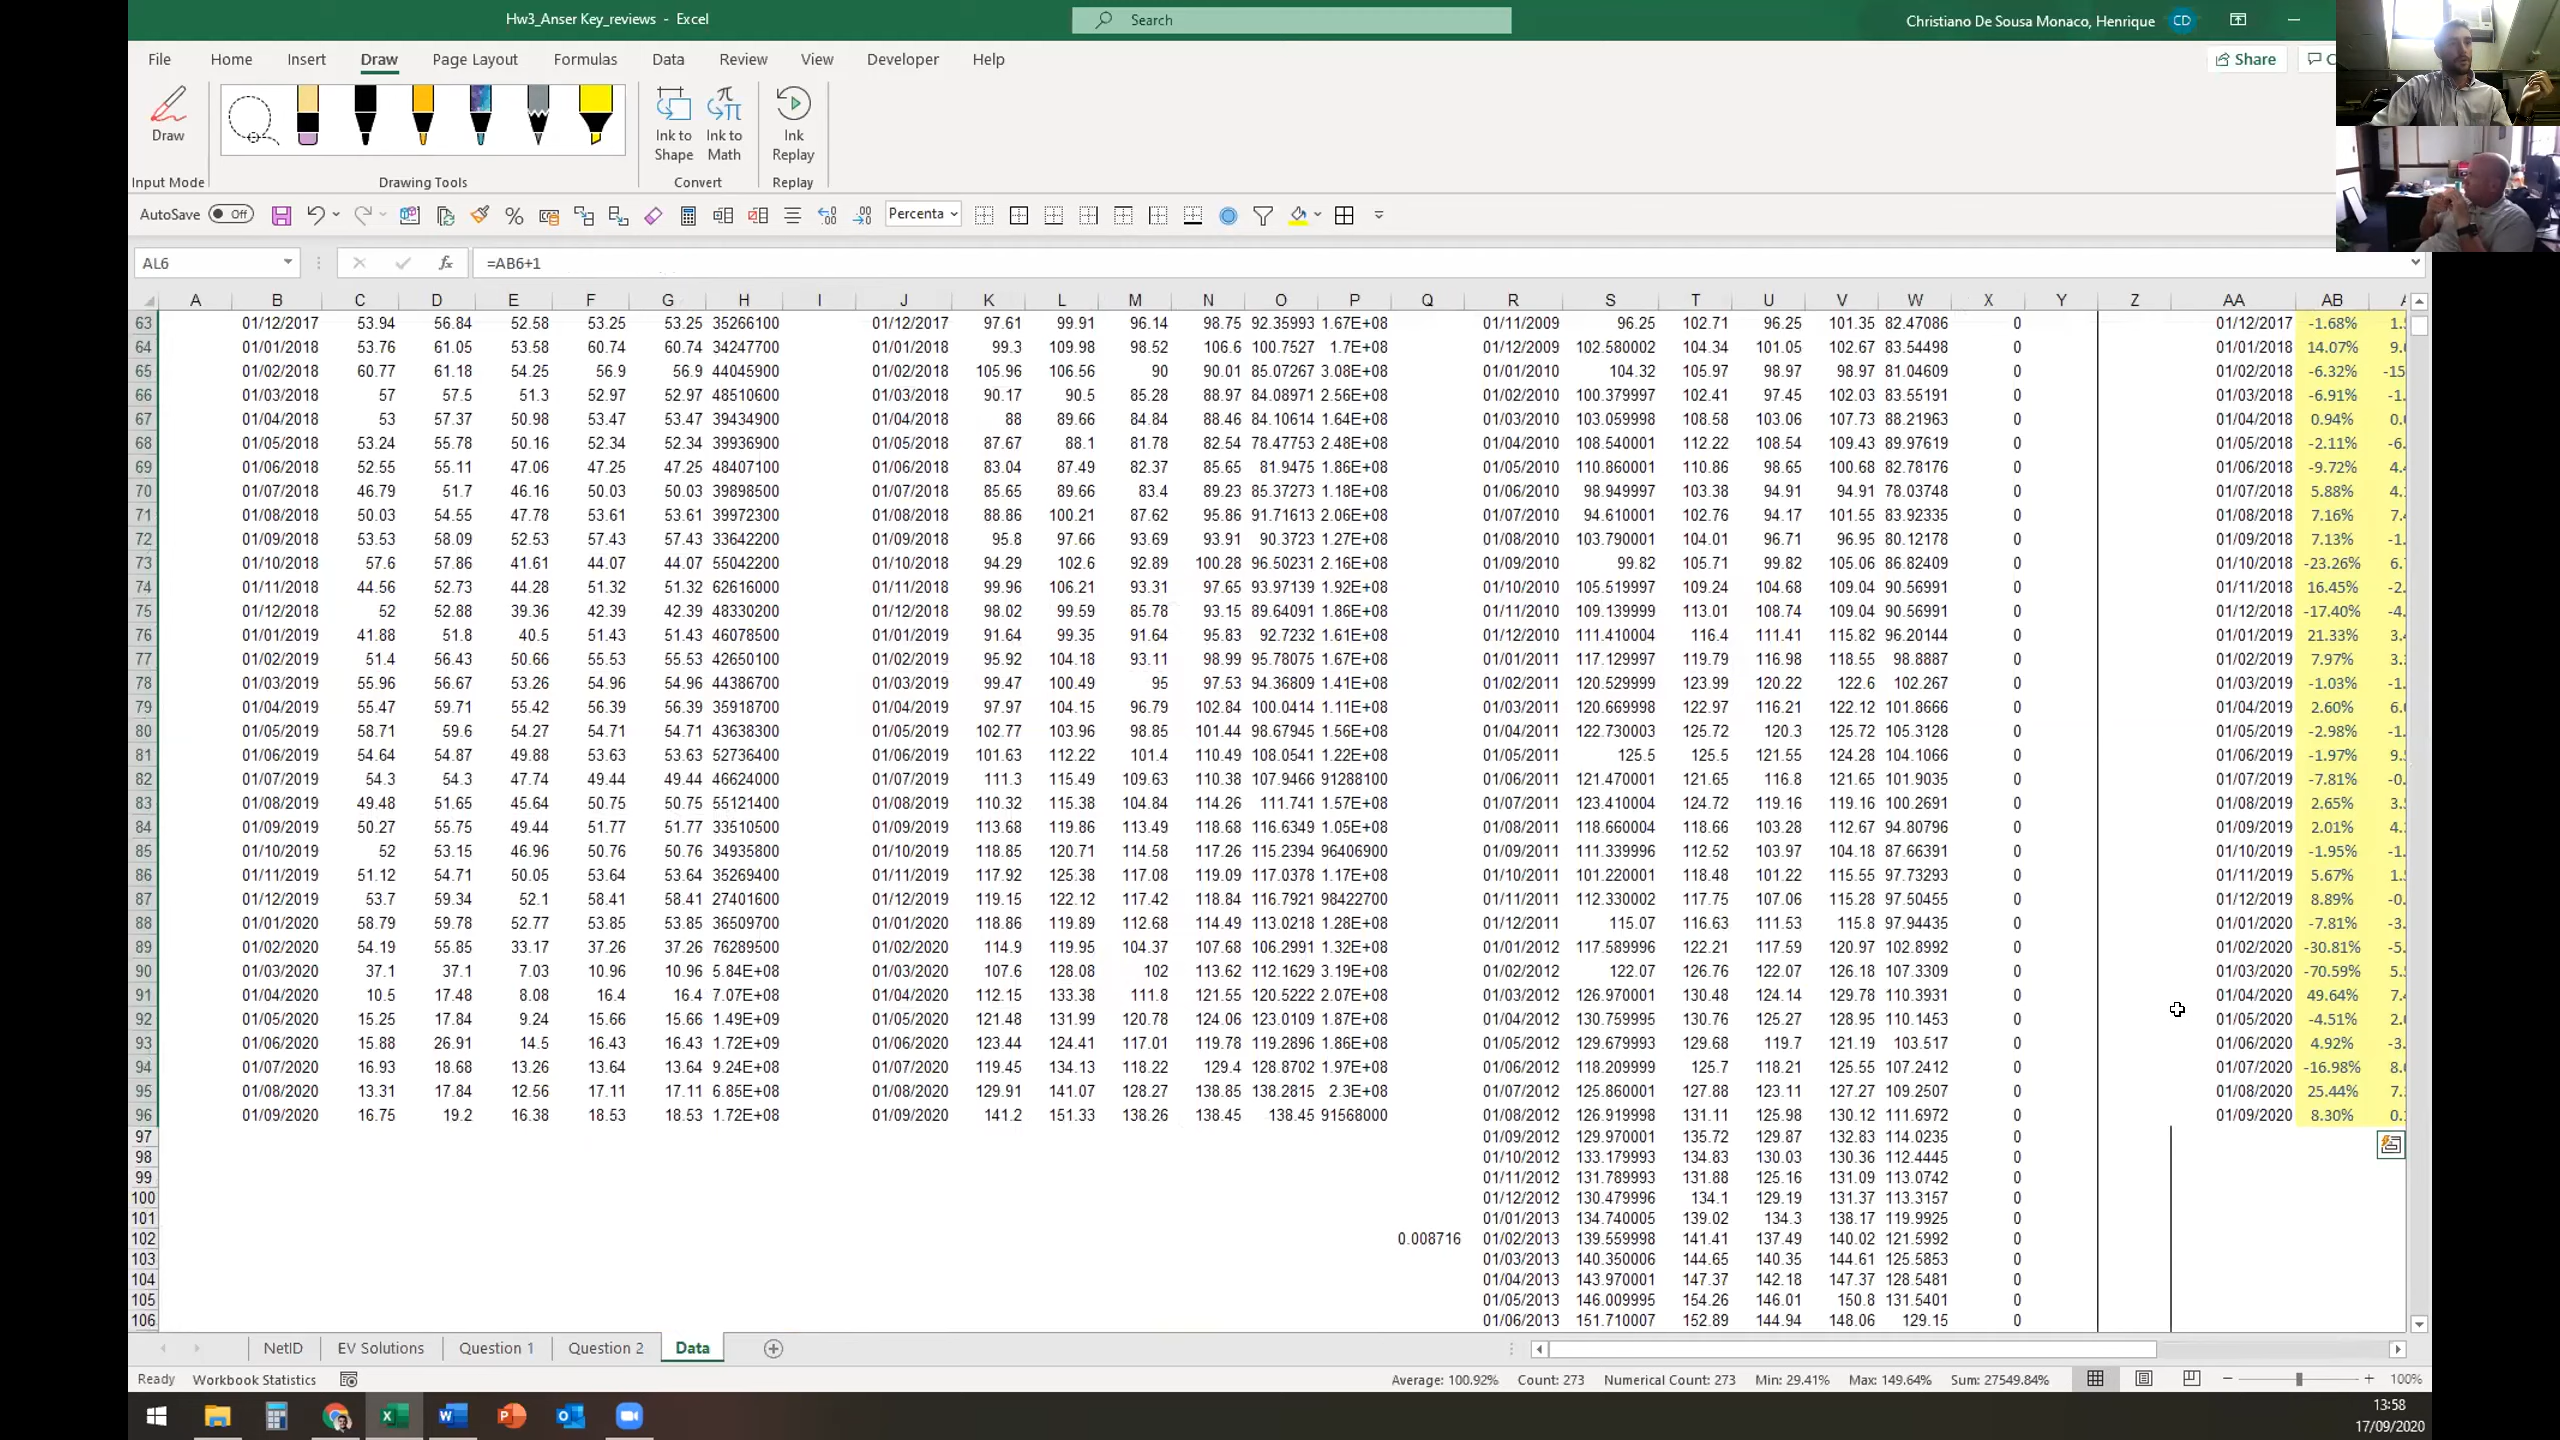 Hw3_Anser Key_reviews - Excel
Search
Christiano De Sousa Monaco, Henrique CD
File Home Insert Draw Page Layout Formulas Data Review View Developer Help
Share
Draw
Ink to Shape
Ink to Math
Ink Replay
Input Mode Drawing Tools Convert Replay
AutoSave Off Percenta
AL6 fx =AB6+1
A B C D E F G H I J K L M N O P Q R S T U V W X Y Z AA AB
63 01/12/2017 53.94 56.84 52.58 53.25 53.25 35266100 01/12/2017 97.61 99.91 96.14 98.75 92.35993 1.67E+08 01/11/2009 96.25 102.71 96.25 101.35 82.47086 0 01/12/2017 -1.68% 1.
64 01/01/2018 53.76 61.05 53.58 60.74 60.74 34247700 01/01/2018 99.3 109.98 98.52 106.6 100.7527 1.7E+08 01/12/2009 102.580002 104.34 101.05 102.67 83.54498 0 01/01/2018 14.07% 9.
65 01/02/2018 60.77 61.18 54.25 56.9 56.9 44045900 01/02/2018 105.96 106.56 90 90.01 85.07267 3.08E+08 01/01/2010 104.32 105.97 98.97 98.97 81.04609 0 01/02/2018 -6.32% -15
66 01/03/2018 57 57.5 51.3 52.97 52.97 48510600 01/03/2018 90.17 90.5 85.28 88.97 84.08971 2.56E+08 01/02/2010 100.379997 102.41 97.45 102.03 83.55191 0 01/03/2018 -6.91% -1.
67 01/04/2018 53 57.37 50.98 53.47 53.47 39434900 01/04/2018 88 89.66 84.84 88.46 84.10614 1.64E+08 01/03/2010 103.059998 108.58 103.06 107.73 88.21963 0 01/04/2018 0.94% 0.
68 01/05/2018 53.24 55.78 50.16 52.34 52.34 39936900 01/05/2018 87.67 88.1 81.78 82.54 78.47753 2.48E+08 01/04/2010 108.540001 112.22 108.54 109.43 89.97619 0 01/05/2018 -2.11% -6.
69 01/06/2018 52.55 55.11 47.06 47.25 47.25 48407100 01/06/2018 83.04 87.49 82.37 85.65 81.9475 1.86E+08 01/05/2010 110.860001 110.86 98.65 100.68 82.78176 0 01/06/2018 -9.72% 4.
70 01/07/2018 46.79 51.7 46.16 50.03 50.03 39898500 01/07/2018 85.65 89.66 83.4 89.23 85.37273 1.18E+08 01/06/2010 98.949997 103.38 94.91 94.91 78.03748 0 01/07/2018 5.88% 4.
71 01/08/2018 50.03 54.55 47.78 53.61 53.61 39972300 01/08/2018 88.86 100.21 87.62 95.86 91.71613 2.06E+08 01/07/2010 94.610001 102.76 94.17 101.55 83.92335 0 01/08/2018 7.16% 7.
72 01/09/2018 53.53 58.09 52.53 57.43 57.43 33642200 01/09/2018 95.8 97.66 93.69 93.91 90.3723 1.27E+08 01/08/2010 103.790001 104.01 96.71 96.95 80.12178 0 01/09/2018 7.13% -1.
73 01/10/2018 57.6 57.86 41.61 44.07 44.07 55042200 01/10/2018 94.29 102.6 92.89 100.28 96.50231 2.16E+08 01/09/2010 99.82 105.71 99.82 105.06 86.82409 0 01/10/2018 -23.26% 6.
74 01/11/2018 44.56 52.73 44.28 51.32 51.32 62616000 01/11/2018 99.96 106.21 93.31 97.65 93.97139 1.92E+08 01/10/2010 105.519997 109.24 104.68 109.04 90.56991 0 01/11/2018 16.45% -2.
75 01/12/2018 52 52.88 39.36 42.39 42.39 48330200 01/12/2018 98.02 99.59 85.78 93.15 89.64091 1.86E+08 01/11/2010 109.139999 113.01 108.74 109.04 90.56991 0 01/12/2018 -17.40% -4.
76 01/01/2019 41.88 51.8 40.5 51.43 51.43 46078500 01/01/2019 91.64 99.35 91.64 95.83 92.7232 1.61E+08 01/12/2010 111.410004 116.4 111.41 115.82 96.20144 0 01/01/2019 21.33% 3.
77 01/02/2019 51.4 56.43 50.66 55.53 55.53 42650100 01/02/2019 95.92 104.18 93.11 98.99 95.78075 1.67E+08 01/01/2011 117.129997 119.79 116.98 118.55 98.8887 0 01/02/2019 7.97% 3.
78 01/03/2019 55.96 56.67 53.26 54.96 54.96 44386700 01/03/2019 99.47 100.49 95 97.53 94.36809 1.41E+08 01/02/2011 120.529999 123.99 120.22 122.6 102.267 0 01/03/2019 -1.03% -1.
79 01/04/2019 55.47 59.71 55.42 56.39 56.39 35918700 01/04/2019 97.97 104.15 96.79 102.84 100.0414 1.11E+08 01/03/2011 120.669998 122.97 116.21 122.12 101.8666 0 01/04/2019 2.60% 6.
80 01/05/2019 58.71 59.6 54.27 54.71 54.71 43638300 01/05/2019 102.77 103.96 98.85 101.44 98.67945 1.56E+08 01/04/2011 122.730003 125.72 120.3 125.72 105.3128 0 01/05/2019 -2.98% -1.
81 01/06/2019 54.64 54.87 49.88 53.63 53.63 52736400 01/06/2019 101.63 112.22 101.4 110.49 108.0541 1.22E+08 01/05/2011 125.5 125.5 121.55 124.28 104.1066 0 01/06/2019 -1.97% 9.
82 01/07/2019 54.3 54.3 47.74 49.44 49.44 46624000 01/07/2019 111.3 115.49 109.63 110.38 107.9466 91288100 01/06/2011 121.470001 121.65 116.8 121.65 101.9035 0 01/07/2019 -7.81% -0.
83 01/08/2019 49.48 51.65 45.64 50.75 50.75 55121400 01/08/2019 110.32 115.38 104.84 114.26 111.741 1.57E+08 01/07/2011 123.410004 124.72 119.16 119.16 100.2691 0 01/08/2019 2.65% 3.
84 01/09/2019 50.27 55.75 49.44 51.77 51.77 33510500 01/09/2019 113.68 119.86 113.49 118.68 116.6349 1.05E+08 01/08/2011 118.660004 118.66 103.28 112.67 94.80796 0 01/09/2019 2.01% 4.
85 01/10/2019 52 53.15 46.96 50.76 50.76 34935800 01/10/2019 118.85 120.71 114.58 117.26 115.2394 96406900 01/09/2011 111.339996 112.52 103.97 104.18 87.66391 0 01/10/2019 -1.95% -1.
86 01/11/2019 51.12 54.71 50.05 53.64 53.64 35269400 01/11/2019 117.92 125.38 117.08 119.09 117.0378 1.17E+08 01/10/2011 101.220001 118.48 101.22 115.55 97.73293 0 01/11/2019 5.67% 1.
87 01/12/2019 53.7 59.34 52.1 58.41 58.41 27401600 01/12/2019 119.15 122.12 117.42 118.84 116.7921 98422700 01/11/2011 112.330002 117.75 107.06 115.28 97.50455 0 01/12/2019 8.89% -0.
88 01/01/2020 58.79 59.78 52.77 53.85 53.85 36509700 01/01/2020 118.86 119.89 112.68 114.49 113.0218 1.28E+08 01/12/2011 115.07 116.63 111.53 115.8 97.94435 0 01/01/2020 -7.81% -3.
89 01/02/2020 54.19 55.85 33.17 37.26 37.26 76289500 01/02/2020 114.9 119.95 104.37 107.68 106.2991 1.32E+08 01/01/2012 117.589996 122.21 117.59 120.97 102.8992 0 01/02/2020 -30.81% -5.
90 01/03/2020 37.1 37.1 7.03 10.96 10.96 5.84E+08 01/03/2020 107.6 128.08 102 113.62 112.1629 3.19E+08 01/02/2012 122.07 126.76 122.07 126.18 107.3309 0 01/03/2020 -70.59% 5.
91 01/04/2020 10.5 17.48 8.08 16.4 16.4 7.07E+08 01/04/2020 112.15 133.38 111.8 121.55 120.5222 2.07E+08 01/03/2012 126.970001 130.48 124.14 129.78 110.3931 0 01/04/2020 49.64% 7.
92 01/05/2020 15.25 17.84 9.24 15.66 15.66 1.49E+09 01/05/2020 121.48 131.99 120.78 124.06 123.0109 1.87E+08 01/04/2012 130.759995 130.76 125.27 128.95 110.1453 0 01/05/2020 -4.51% 2.
93 01/06/2020 15.88 26.91 14.5 16.43 16.43 1.72E+09 01/06/2020 123.44 124.41 117.01 119.78 119.2896 1.86E+08 01/05/2012 129.679993 129.68 119.7 121.19 103.517 0 01/06/2020 4.92% -3.
94 01/07/2020 16.93 18.68 13.26 13.64 13.64 9.24E+08 01/07/2020 119.45 134.13 118.22 129.4 128.8702 1.97E+08 01/06/2012 118.209999 125.7 118.21 125.55 107.2412 0 01/07/2020 -16.98% 8.
95 01/08/2020 13.31 17.84 12.56 17.11 17.11 6.85E+08 01/08/2020 129.91 141.07 128.27 138.85 138.2815 2.3E+08 01/07/2012 125.860001 127.88 123.11 127.27 109.2507 0 01/08/2020 25.44% 7.
96 01/09/2020 16.75 19.2 16.38 18.53 18.53 1.72E+08 01/09/2020 141.2 151.33 138.26 138.45 138.45 91568000 01/08/2012 126.919998 131.11 125.98 130.12 111.6972 0 01/09/2020 8.30% 0.
97 01/09/2012 129.970001 135.72 129.87 132.83 114.0235 0
98 01/10/2012 133.179993 134.83 130.03 130.36 112.4445 0
99 01/11/2012 131.789993 131.88 125.16 131.09 113.0742 0
100 01/12/2012 130.479996 134.1 129.19 131.37 113.3157 0
101 01/01/2013 134.740005 139.02 134.3 138.17 119.9925 0
102 0.008716 01/02/2013 139.559998 141.41 137.49 140.02 121.5992 0
103 01/03/2013 140.350006 144.65 140.35 144.61 125.5853 0
104 01/04/2013 143.970001 147.37 142.18 147.37 128.5481 0
105 01/05/2013 146.009995 154.26 146.01 150.8 131.5401 0
106 01/06/2013 151.710007 152.89 144.94 148.06 129.15 0
NetID EV Solutions Question 1 Question 2 Data
Ready Workbook Statistics Average: 100.92% Count: 273 Numerical Count: 273 Min: 29.41% Max: 149.64% Sum: 27549.84% 100%
13:58
17/09/2020